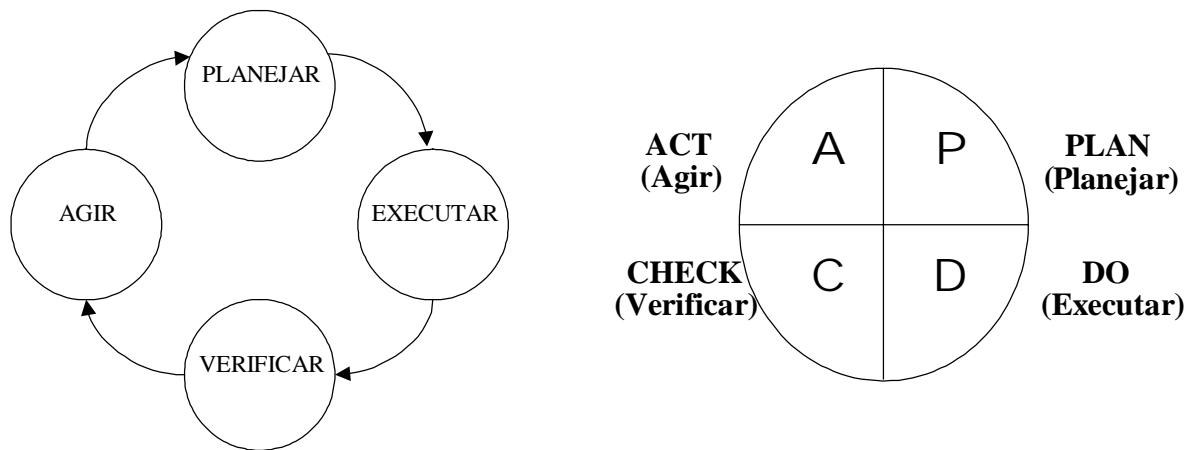 PLANEJAR
AGIR
EXECUTAR
VERIFICAR
ACT
(Agir)
A
P
PLAN
(Planejar)
CHECK
(Verificar)
C
D
DO
(Executar)